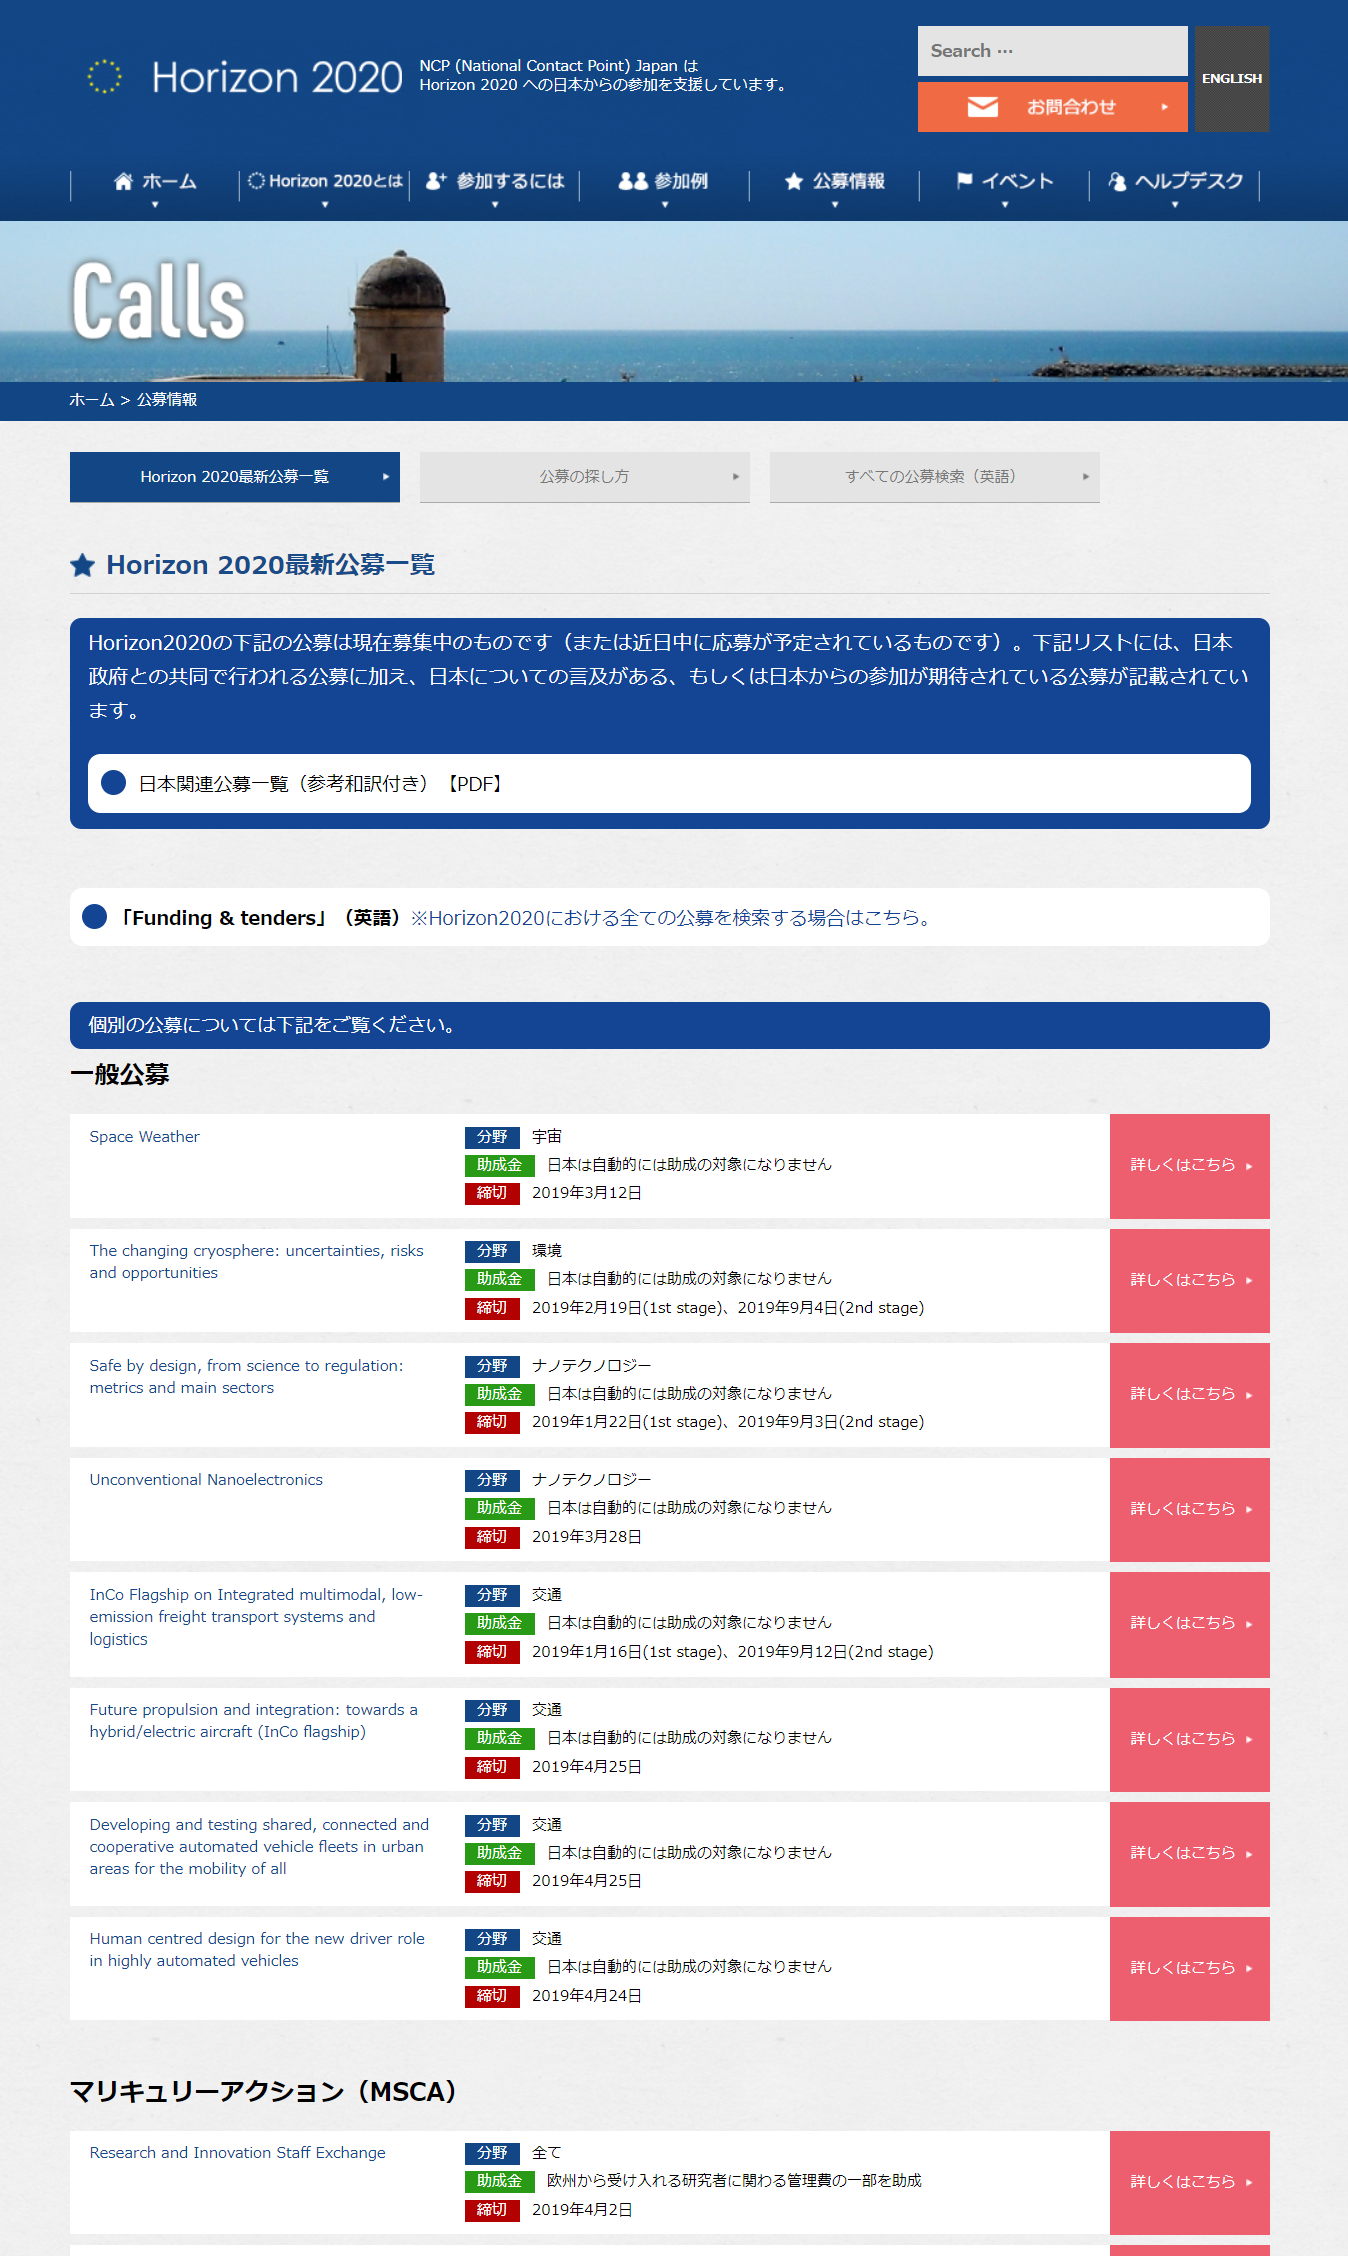 Horizon 2020
NCP (National Contact Point) Japan は
Horizon 2020 への日本からの参加を支援しています。
Search …
お問合わせ
ENGLISH
ホーム
Horizon 2020とは
参加するには
参加例
公募情報
イベント
ヘルプデスク
Calls
ホーム > 公募情報
Horizon 2020最新公募一覧
公募の探し方
すべての公募検索（英語）
Horizon 2020最新公募一覧
Horizon2020の下記の公募は現在募集中のものです（または近日中に応募が予定されているものです）。下記リストには、日本
政府との共同で行われる公募に加え、日本についての言及がある、もしくは日本からの参加が期待されている公募が記載されてい
ます。
日本関連公募一覧（参考和訳付き）【PDF】
「Funding & tenders」（英語）※Horizon2020における全ての公募を検索する場合はこちら。
個別の公募については下記をご覧ください。
一般公募
Space Weather
分野 宇宙
助成金 日本は自動的には助成の対象になりません
締切 2019年3月12日
詳しくはこちら
The changing cryosphere: uncertainties, risks
and opportunities
分野 環境
助成金 日本は自動的には助成の対象になりません
締切 2019年2月19日(1st stage)、2019年9月4日(2nd stage)
詳しくはこちら
Safe by design, from science to regulation:
metrics and main sectors
分野 ナノテクノロジー
助成金 日本は自動的には助成の対象になりません
締切 2019年1月22日(1st stage)、2019年9月3日(2nd stage)
詳しくはこちら
Unconventional Nanoelectronics
分野 ナノテクノロジー
助成金 日本は自動的には助成の対象になりません
締切 2019年3月28日
詳しくはこちら
InCo Flagship on Integrated multimodal, low-
emission freight transport systems and
logistics
分野 交通
助成金 日本は自動的には助成の対象になりません
締切 2019年1月16日(1st stage)、2019年9月12日(2nd stage)
詳しくはこちら
Future propulsion and integration: towards a
hybrid/electric aircraft (InCo flagship)
分野 交通
助成金 日本は自動的には助成の対象になりません
締切 2019年4月25日
詳しくはこちら
Developing and testing shared, connected and
cooperative automated vehicle fleets in urban
areas for the mobility of all
分野 交通
助成金 日本は自動的には助成の対象になりません
締切 2019年4月25日
詳しくはこちら
Human centred design for the new driver role
in highly automated vehicles
分野 交通
助成金 日本は自動的には助成の対象になりません
締切 2019年4月24日
詳しくはこちら
マリキュリーアクション（MSCA）
Research and Innovation Staff Exchange
分野 全て
助成金 欧州から受け入れる研究者に関わる管理費の一部を助成
締切 2019年4月2日
詳しくはこちら